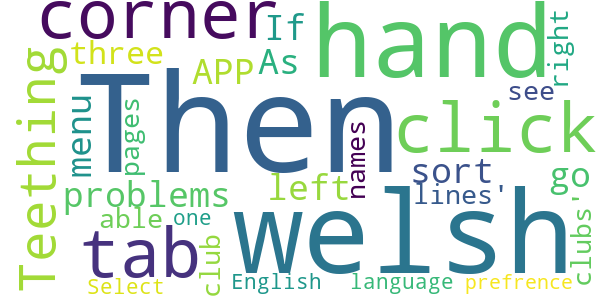 corner
If
hand
right
three
APP
As
see
Teething
menu
pages
Then
names
click
sort
go
problems
left
lines'
able
one
welsh
clubs'
tab
club
Select
English
language
prefrence